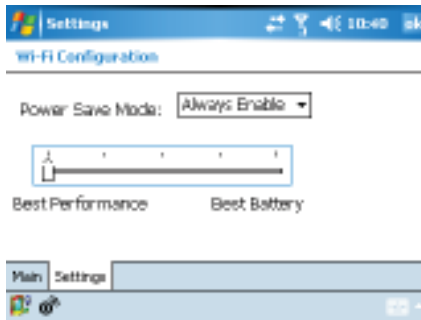 Settings 10:40 ok
Wi-Fi Configuration
Power Save Mode: Always Enable
Best Performance Best Battery
Main Settings